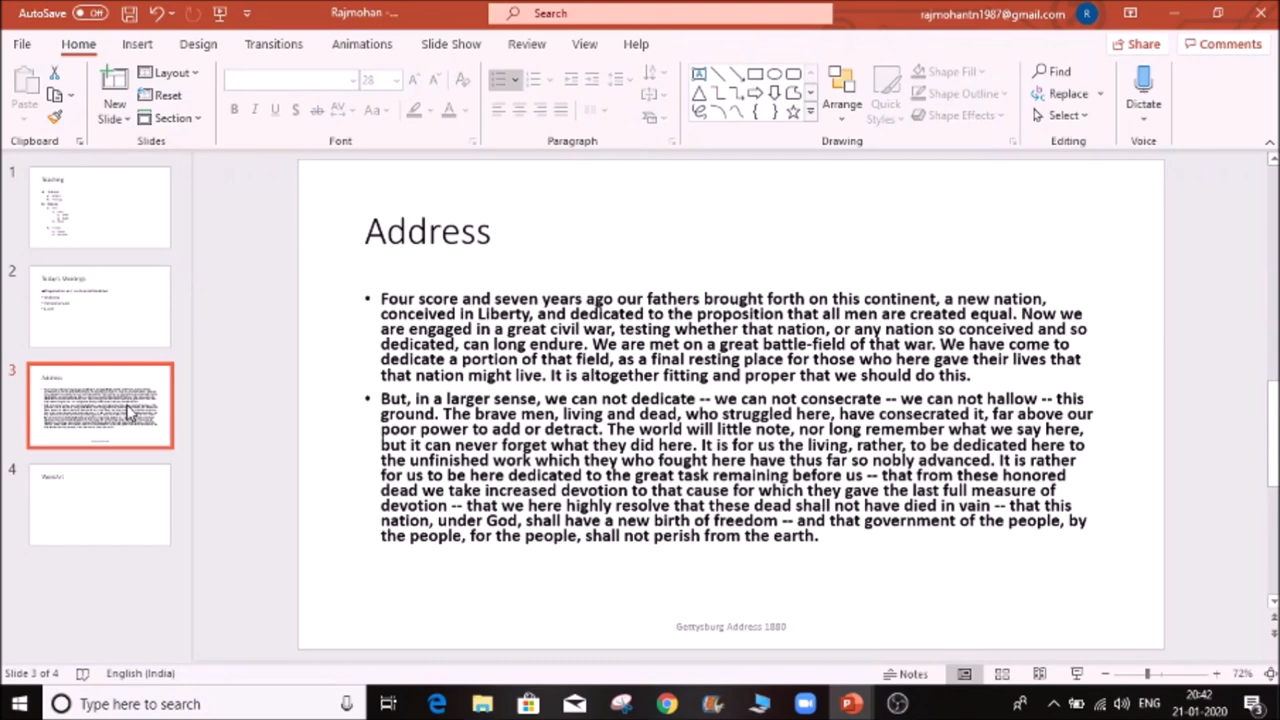 AutoSave Off Rajmohan -... Search rajmohantn1987@gmail.com R
File Home Insert Design Transitions Animations Slide Show Review View Help Share Comments
Paste New Slide Layout Reset Section 28 Arrange Quick Styles Shape Fill Shape Outline Shape Effects Find Replace Select Dictate
B I U S ab AV Aa A
Clipboard Slides Font Paragraph Drawing Editing Voice
1
Teaching
2
Today's Meetings
3
Address
4
WordArt
Address
• Four score and seven years ago our fathers brought forth on this continent, a new nation,
conceived in Liberty, and dedicated to the proposition that all men are created equal. Now we
are engaged in a great civil war, testing whether that nation, or any nation so conceived and so
dedicated, can long endure. We are met on a great battle-field of that war. We have come to
dedicate a portion of that field, as a final resting place for those who here gave their lives that
that nation might live. It is altogether fitting and proper that we should do this.
• But, in a larger sense, we can not dedicate -- we can not consecrate -- we can not hallow -- this
ground. The brave men, living and dead, who struggled here, have consecrated it, far above our
poor power to add or detract. The world will little note, nor long remember what we say here,
but it can never forget what they did here. It is for us the living, rather, to be dedicated here to
the unfinished work which they who fought here have thus far so nobly advanced. It is rather
for us to be here dedicated to the great task remaining before us -- that from these honored
dead we take increased devotion to that cause for which they gave the last full measure of
devotion -- that we here highly resolve that these dead shall not have died in vain -- that this
nation, under God, shall have a new birth of freedom -- and that government of the people, by
the people, for the people, shall not perish from the earth.
Gettysburg Address 1880
Slide 3 of 4 English (India) Notes 72%
Type here to search ENG 20:42
21-01-2020 3